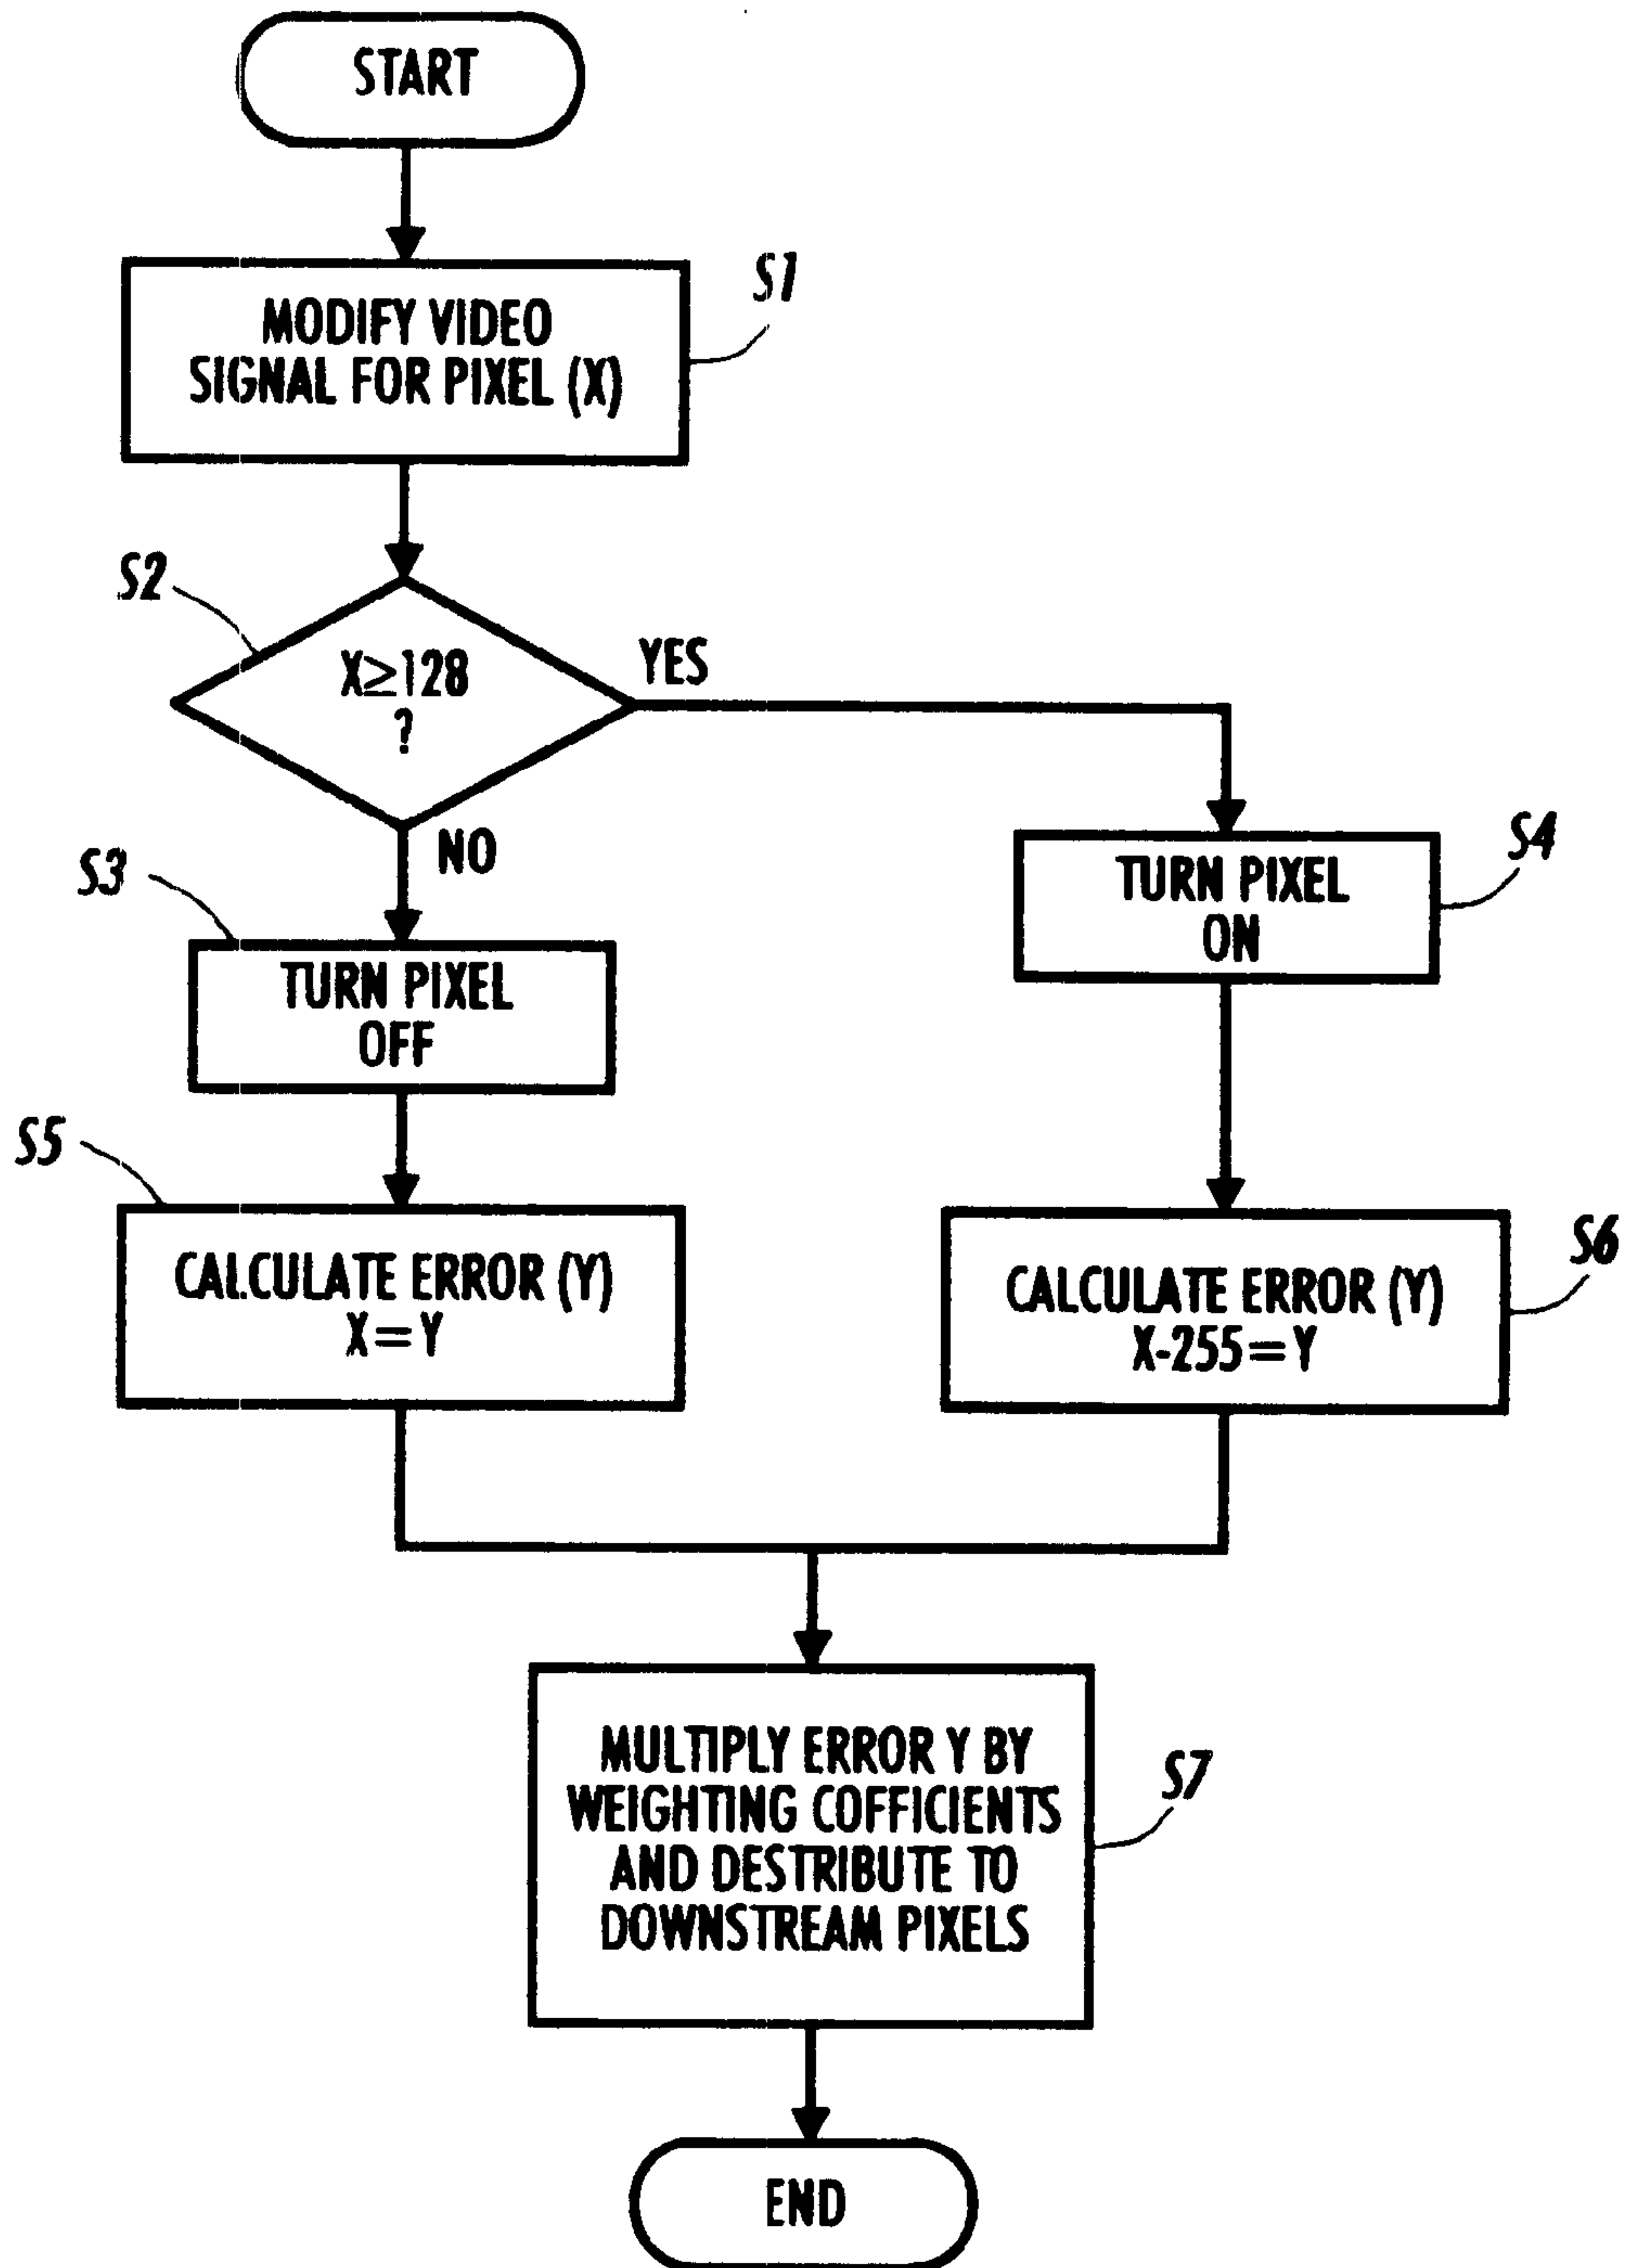 START
MODIFY VIDEO
SIGNAL FOR PIXEL (X)
S1
S2
X≥128
?
YES
NO
S3
TURN PIXEL
OFF
S4
TURN PIXEL
ON
S5
CALCULATE ERROR (Y)
X=Y
S6
CALCULATE ERROR (Y)
X-255=Y
MULTIPLY ERROR Y BY
WEIGHTING COFFICIENTS
AND DESTRIBUTE TO
DOWNSTREAM PIXELS
S7
END